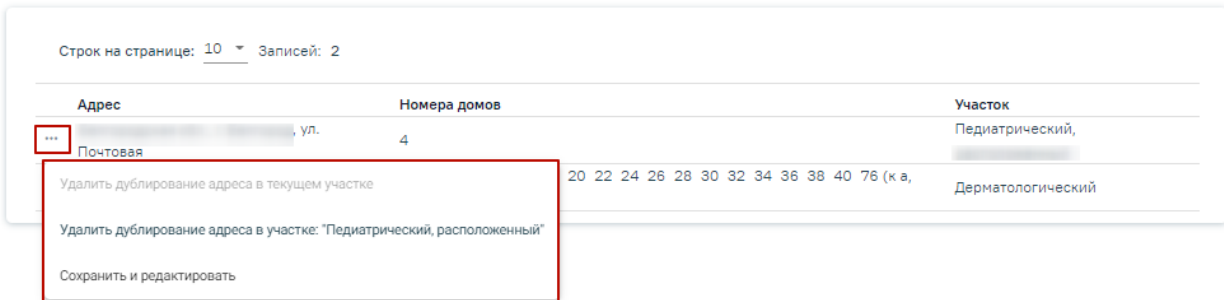 Строк на странице: 10 Записей: 2
Адрес Номера домов Участок
••• , ул. Почтовая 4 Педиатрический,
20 22 24 26 28 30 32 34 36 38 40 76 (к а, Дерматологический
Удалить дублирование адреса в текущем участке
Удалить дублирование адреса в участке: "Педиатрический, расположенный"
Сохранить и редактировать